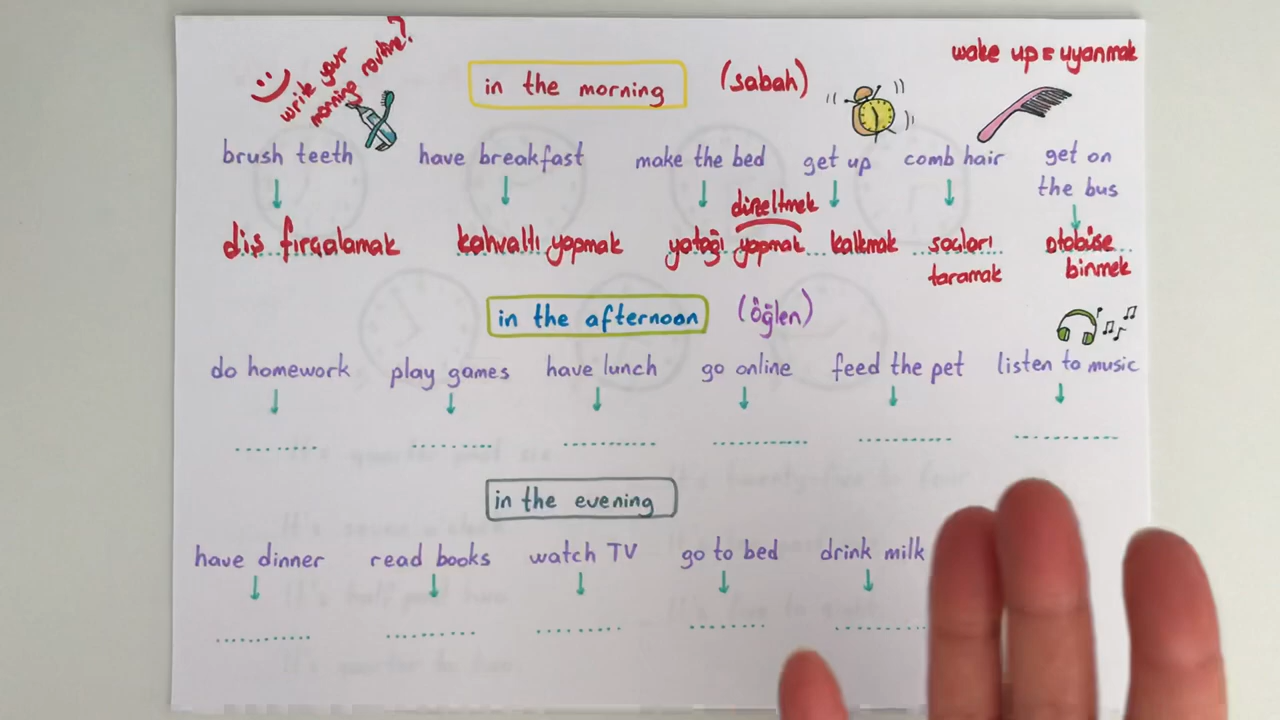 write your
morning routine?
in the morning (sabah)
wake up = uyanmak
brush teeth have breakfast make the bed get up comb hair get on
the bus
düzeltmek
diş fırçalamak kahvaltı yapmak yatağı yapmak kalkmak saçları otobüse
taramak binmek
in the afternoon (öğlen)
do homework play games have lunch go online feed the pet listen to music
in the evening
have dinner read books watch TV go to bed drink milk